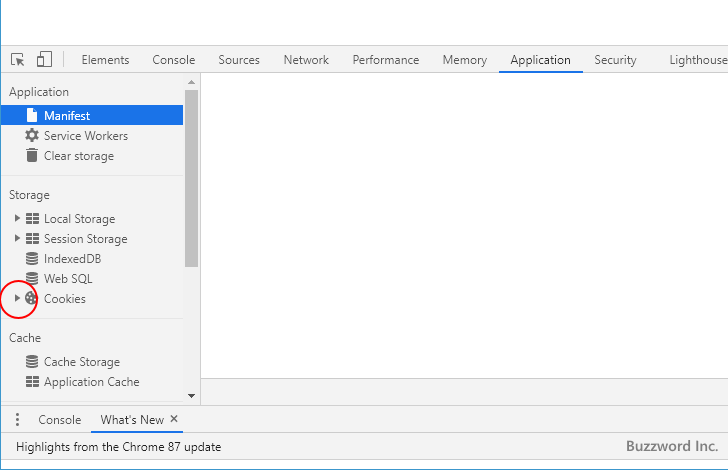 Elements Console Sources Network Performance Memory Application Security Lighthouse
Application
Manifest
Service Workers
Clear storage
Storage
Local Storage
Session Storage
IndexedDB
Web SQL
Cookies
Cache
Cache Storage
Application Cache
Console What's New
Highlights from the Chrome 87 update
Buzzword Inc.